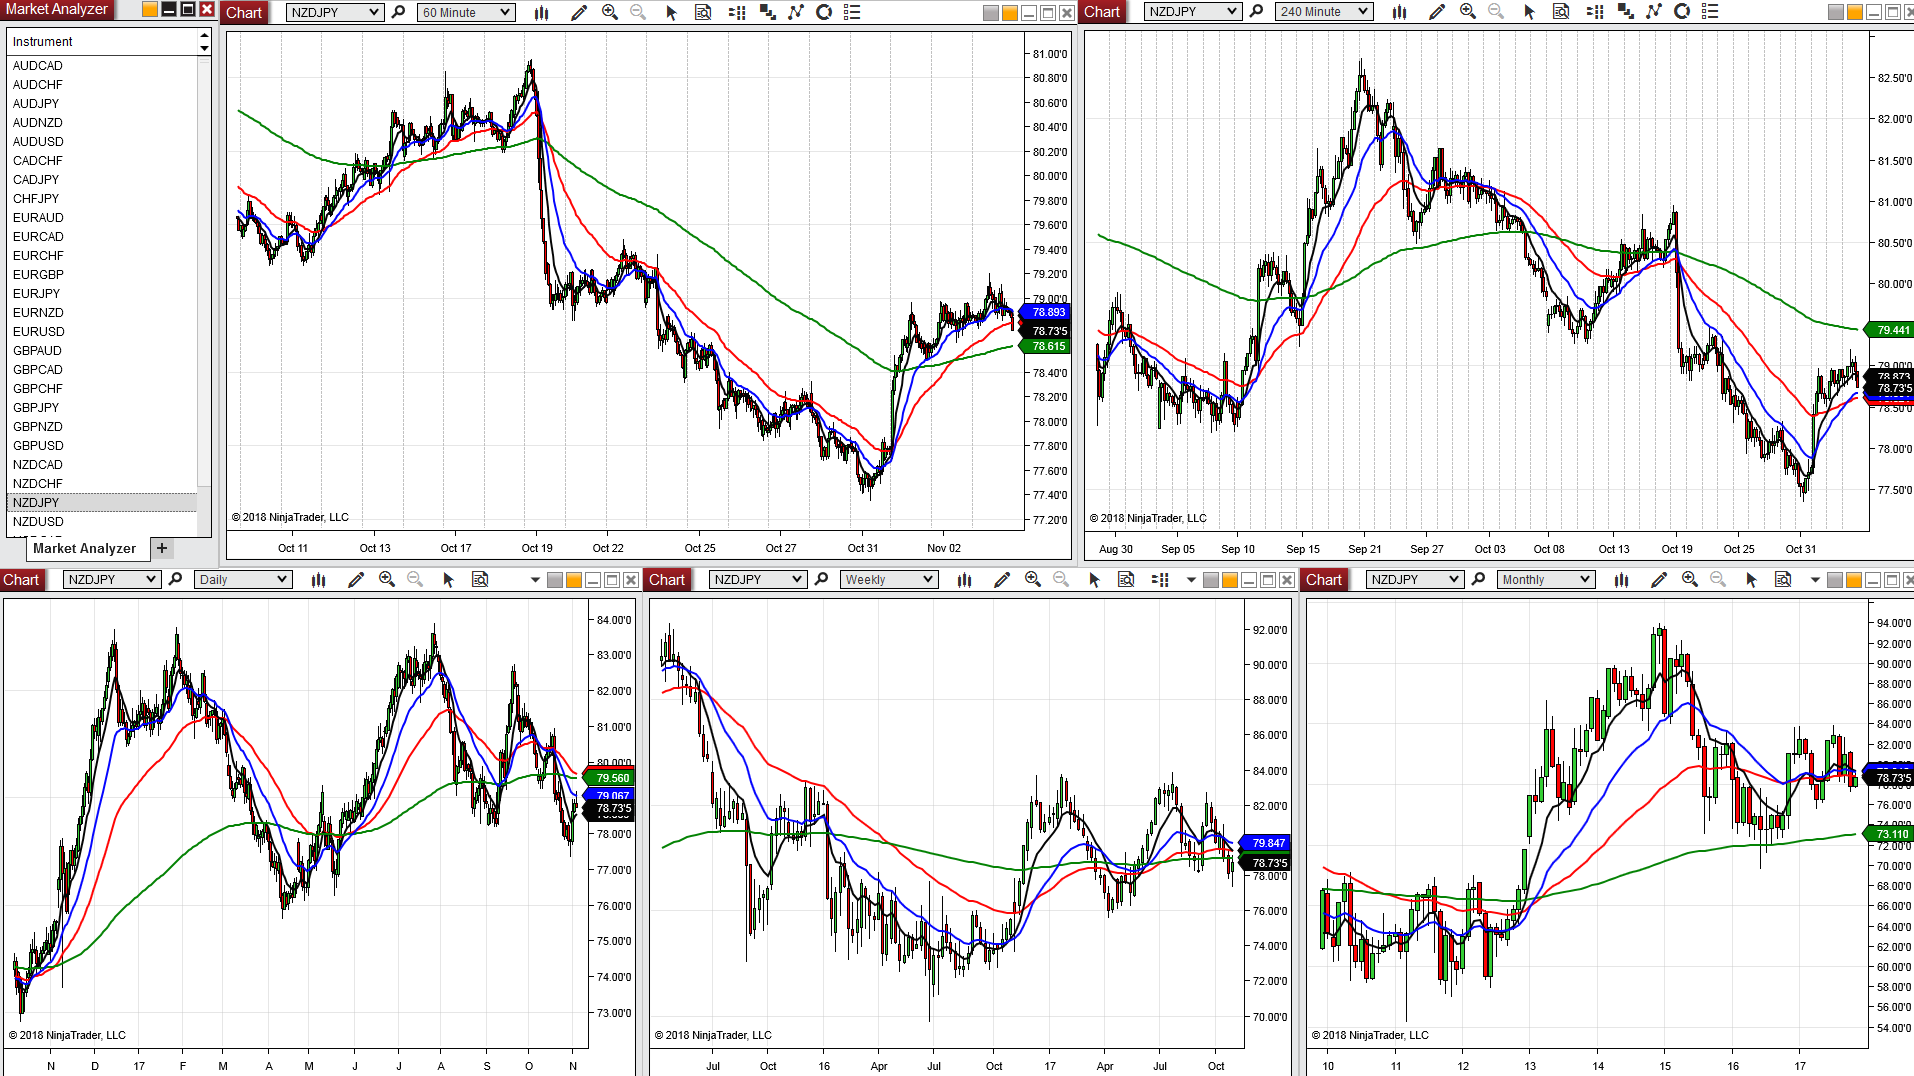 Market Analyzer
Instrument
AUDCAD
AUDCHF
AUDJPY
AUDNZD
AUDUSD
CADCHF
CADJPY
CHFJPY
EURAUD
EURCAD
EURCHF
EURGBP
EURJPY
EURNZD
EURUSD
GBPAUD
GBPCAD
GBPCHF
GBPJPY
GBPNZD
GBPUSD
NZDCAD
NZDCHF
NZDJPY
NZDUSD
Market Analyzer +
Chart NZDJPY 60 Minute
81.00'0
80.80'0
80.60'0
80.40'0
80.20'0
80.00'0
79.80'0
79.60'0
79.40'0
79.20'0
79.00'0
78.893
78.73'5
78.615
78.40'0
78.20'0
78.00'0
77.80'0
77.60'0
77.40'0
77.20'0
© 2018 NinjaTrader, LLC
Oct 11 Oct 13 Oct 17 Oct 19 Oct 22 Oct 25 Oct 27 Oct 31 Nov 02
Chart NZDJPY 240 Minute
82.50'0
82.00'0
81.50'0
81.00'0
80.50'0
80.00'0
79.441
79.00'0
78.873
78.73'5
78.50'0
78.00'0
77.50'0
© 2018 NinjaTrader, LLC
Aug 30 Sep 05 Sep 10 Sep 15 Sep 21 Sep 27 Oct 03 Oct 08 Oct 13 Oct 19 Oct 25 Oct 31
Chart NZDJPY Daily
84.00'0
83.00'0
82.00'0
81.00'0
80.00'0
79.560
79.067
78.73'5
78.00'0
77.00'0
76.00'0
75.00'0
74.00'0
73.00'0
© 2018 NinjaTrader, LLC
N D 17 F M A M J J A S O N
Chart NZDJPY Weekly
92.00'0
90.00'0
88.00'0
86.00'0
84.00'0
82.00'0
79.847
78.73'5
78.00'0
76.00'0
74.00'0
72.00'0
70.00'0
© 2018 NinjaTrader, LLC
Jul Oct 16 Apr Jul Oct 17 Apr Jul Oct
Chart NZDJPY Monthly
94.00'0
92.00'0
90.00'0
88.00'0
86.00'0
84.00'0
82.00'0
78.73'5
76.00'0
73.110
72.00'0
70.00'0
68.00'0
66.00'0
64.00'0
62.00'0
60.00'0
58.00'0
56.00'0
54.00'0
© 2018 NinjaTrader, LLC
10 11 12 13 14 15 16 17